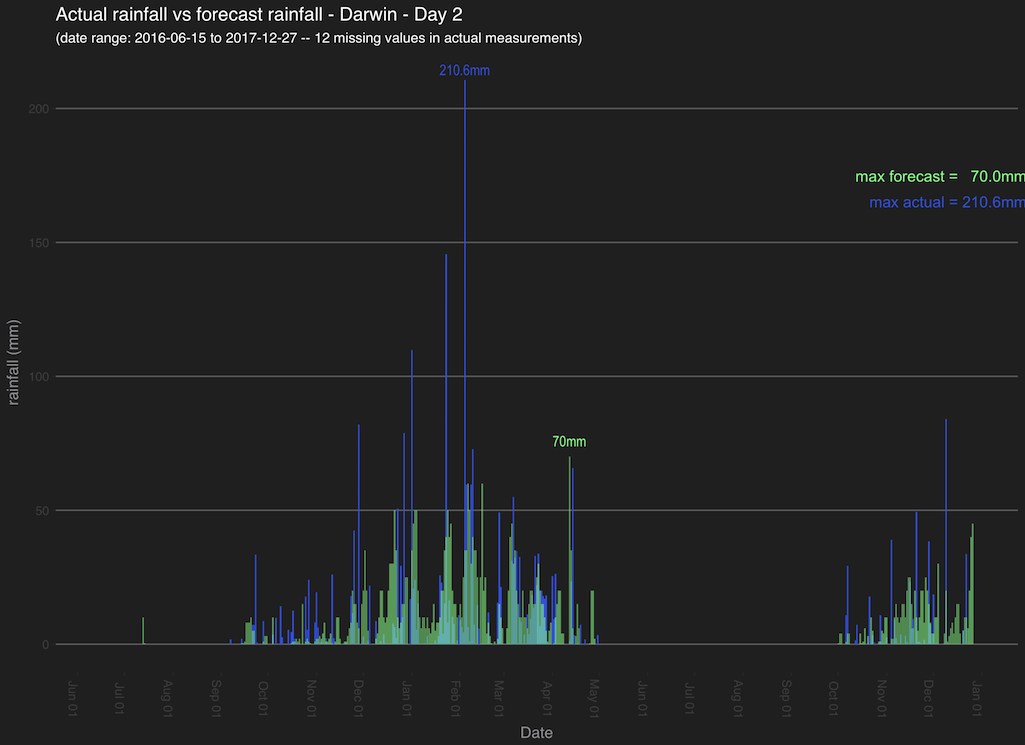 Actual rainfall vs forecast rainfall - Darwin - Day 2
(date range: 2016-06-15 to 2017-12-27 -- 12 missing values in actual measurements)
210.6mm
200
max forecast =   70.0mm
max actual = 210.6mm
150
rainfall (mm)
100
70mm
50
0
Jun 01
Jul 01
Aug 01
Sep 01
Oct 01
Nov 01
Dec 01
Jan 01
Feb 01
Mar 01
Apr 01
May 01
Jun 01
Jul 01
Aug 01
Sep 01
Oct 01
Nov 01
Dec 01
Jan 01
Date